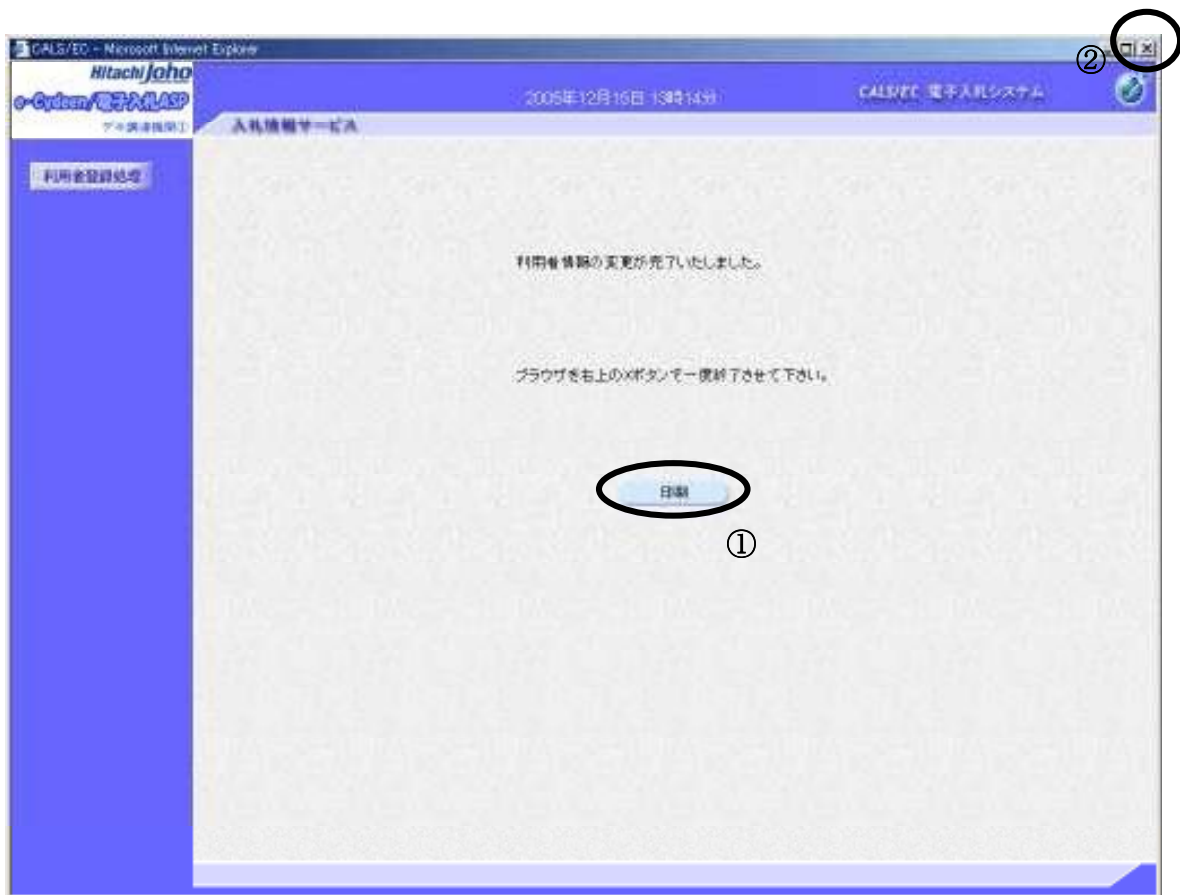 CALS/EC - Microsoft Internet Explorer
②
Hitachi Joho
e-Cydeen/電子入札ASP
2005年12月15日 13時14分
CALS/EC 電子入札システム
入札情報サービス
利用者登録処理
利用者情報の変更が完了いたしました。
ブラウザを右上の×ボタンで一度終了させて下さい。
印刷
①